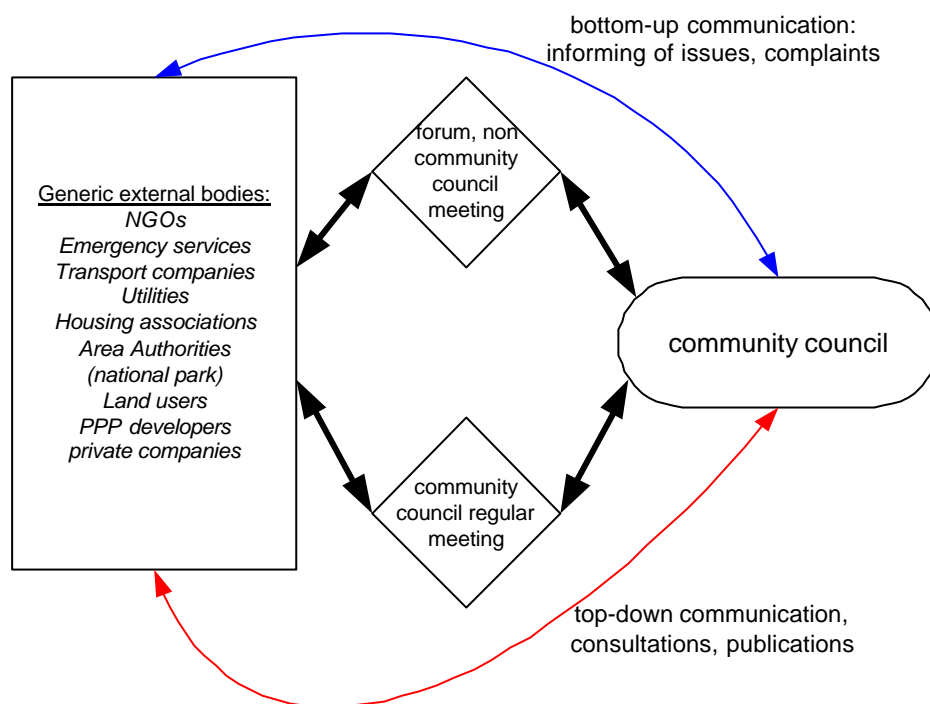 bottom-up communication:
informing of issues, complaints
forum, non
community
council
meeting
Generic external bodies:
NGOs
Emergency services
Transport companies
Utilities
Housing associations
Area Authorities
(national park)
Land users
PPP developers
private companies
community council
community
council regular
meeting
top-down communication,
consultations, publications